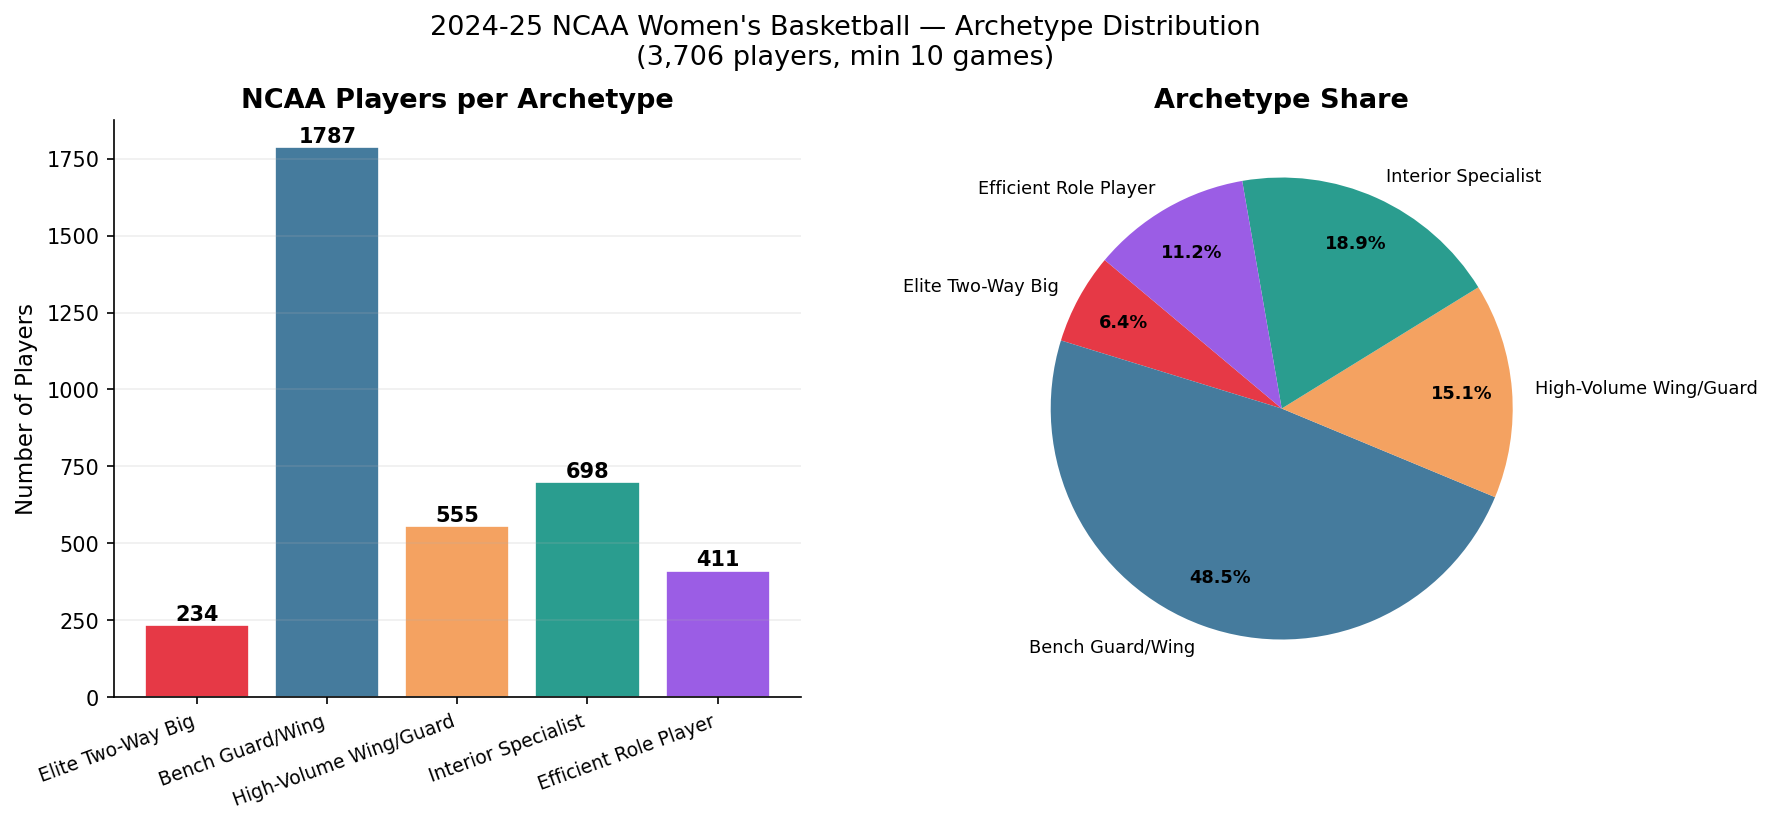 2024-25 NCAA Women's Basketball — Archetype Distribution
(3,706 players, min 10 games)
NCAA Players per Archetype
Number of Players
1750
1500
1250
1000
750
500
250
0
234
1787
555
698
411
Elite Two-Way Big
Bench Guard/Wing
High-Volume Wing/Guard
Interior Specialist
Efficient Role Player
Archetype Share
Interior Specialist
Efficient Role Player
18.9%
11.2%
Elite Two-Way Big
6.4%
High-Volume Wing/Guard
15.1%
48.5%
Bench Guard/Wing